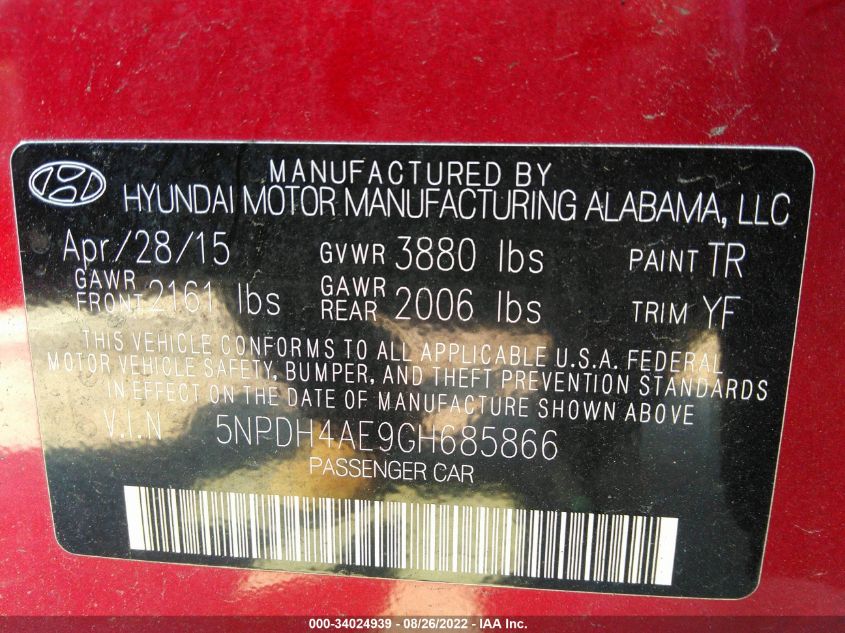 MANUFACTURED BY
HYUNDAI MOTOR MANUFACTURING ALABAMA, LLC
Apr/28/15 GVWR 3880 lbs PAINT TR
GAWR FRONT 2161 lbs GAWR REAR 2006 lbs TRIM YF
THIS VEHICLE CONFORMS TO ALL APPLICABLE U.S.A. FEDERAL
MOTOR VEHICLE SAFETY, BUMPER, AND THEFT PREVENTION STANDARDS
IN EFFECT ON THE DATE OF MANUFACTURE SHOWN ABOVE.
V.I.N 5NPDH4AE9GH685866
PASSENGER CAR
000-34024939 - 08/26/2022 - IAA Inc.